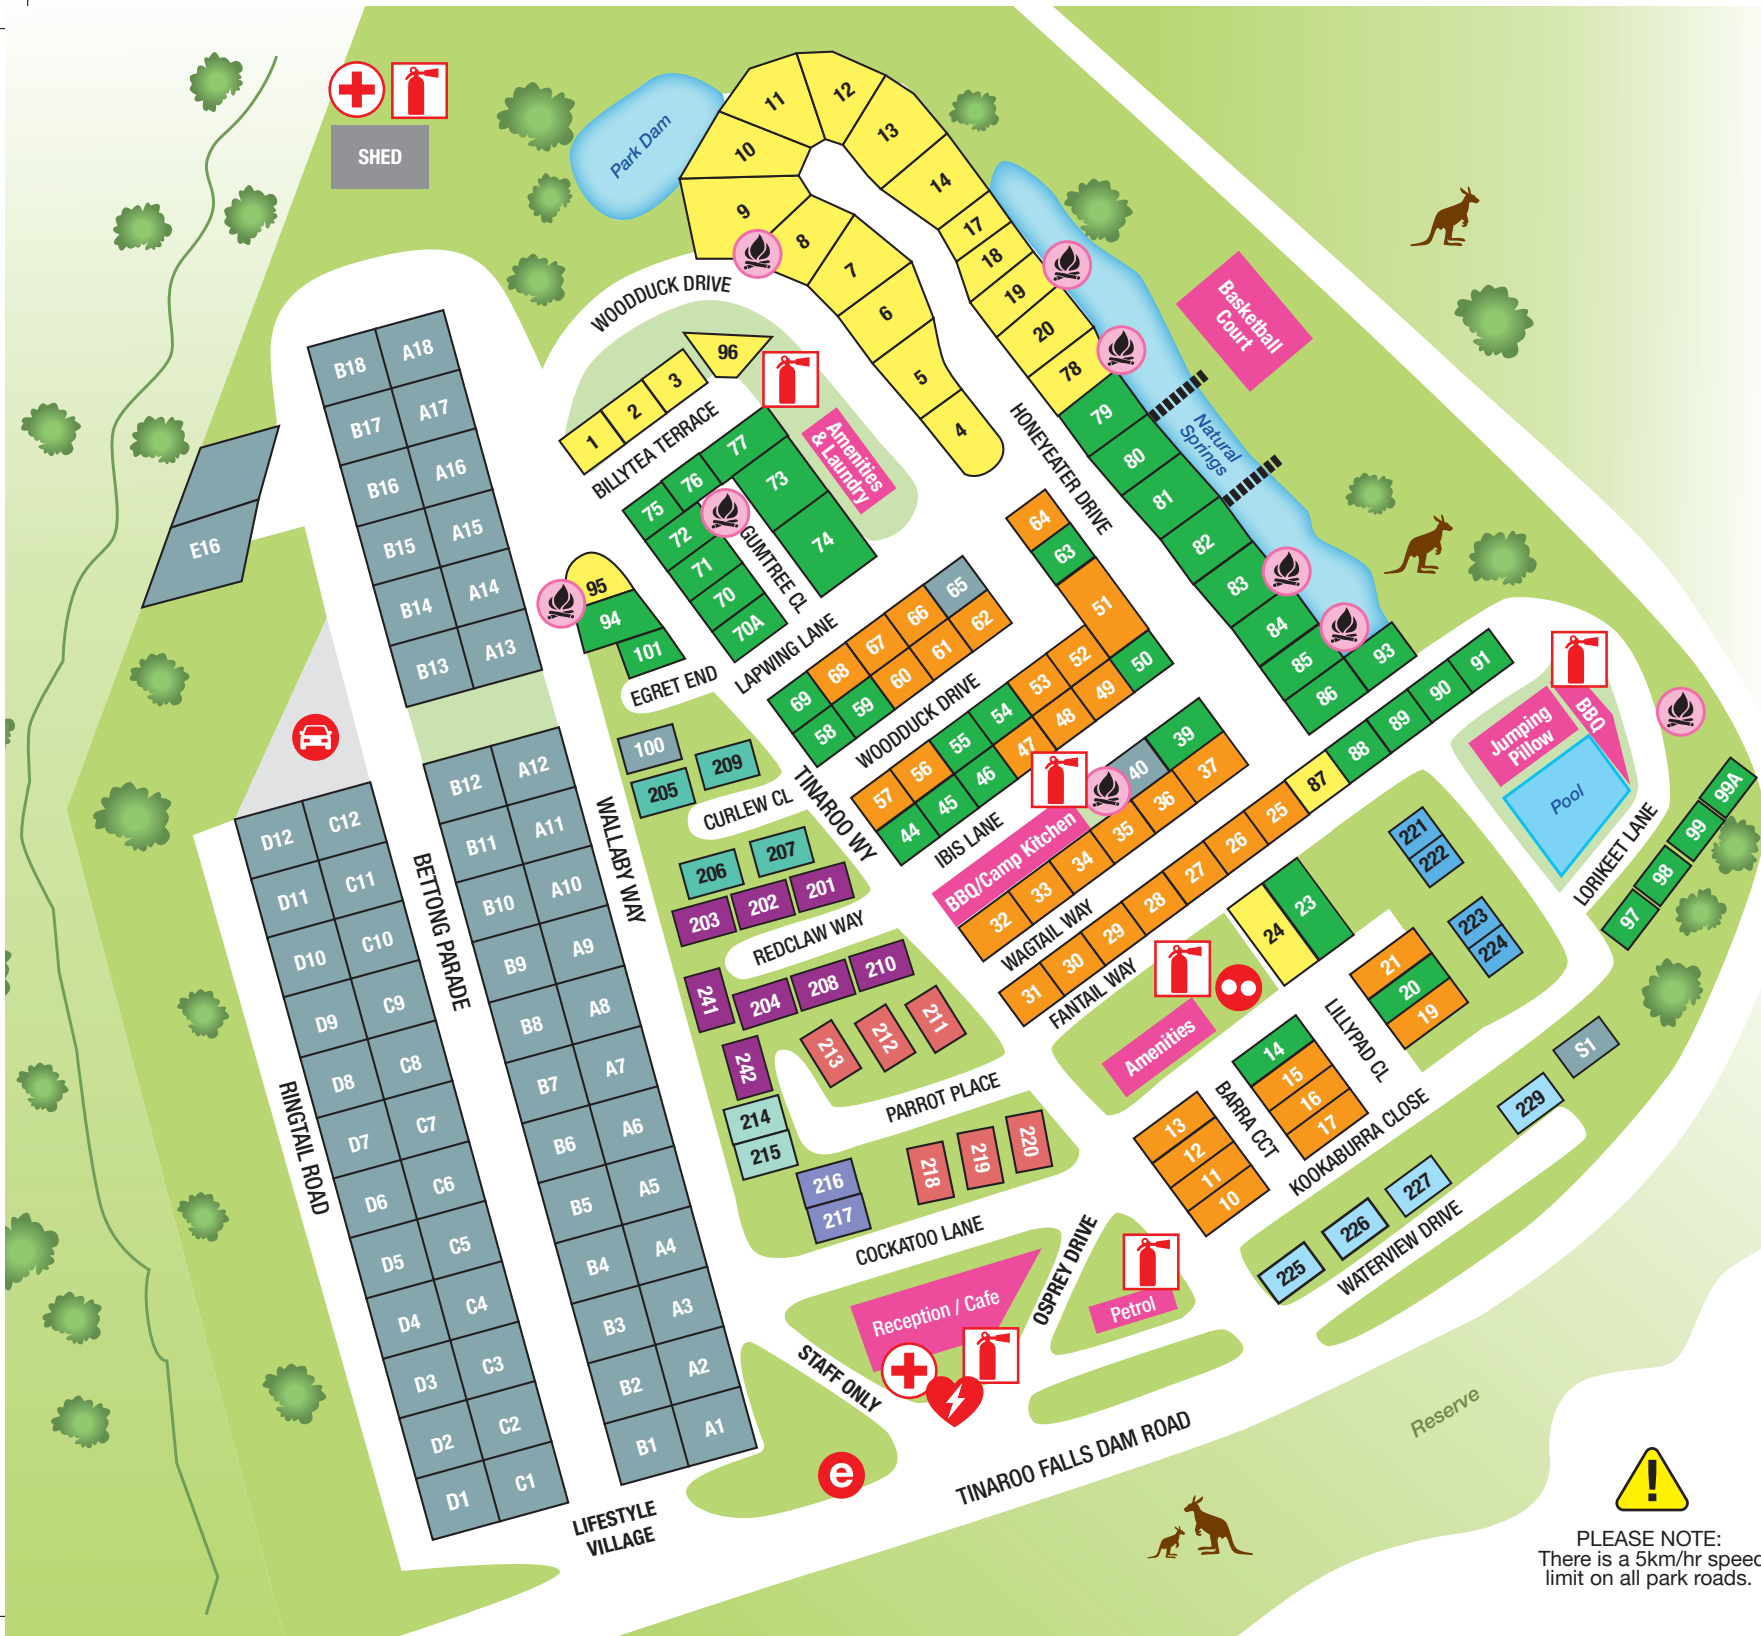 SHED
Park Dam
11
12
10
13
9
14
8
17
7
18
6
19
5
20
4
78
WOODDUCK DRIVE
Basketball
Court
96
3
2
1
BILLYTEA TERRACE
Amenities
& Laundry
77
76
75
73
72
74
71
70
70A
GUMTREE CL
LAPWING LANE
HONEYEATER DRIVE
Natural
Springs
79
80
81
82
83
84
85
86
93
B18
A18
B17
A17
B16
A16
B15
A15
B14
A14
B13
A13
E16
95
94
101
EGRET END
64
63
51
65
66
62
67
61
68
60
69
59
58
WOODDUCK DRIVE
52
50
53
49
54
48
55
47
56
46
57
45
44
IBIS LANE
TINAROO WY
100
209
205
CURLEW CL
WALLABY WAY
207
206
201
202
203
REDCLAW WAY
210
208
204
241
242
211
212
213
PARROT PLACE
214
215
216
217
218
219
220
COCKATOO LANE
39
40
37
36
35
34
33
32
BBQ/Camp Kitchen
WAGTAIL WAY
91
90
89
88
87
25
26
27
28
29
30
31
FANTAIL WAY
Jumping
Pillow
BBQ
Pool
LORIKEET LANE
99A
99
98
97
221
222
223
224
23
24
Amenities
21
20
19
LILLYPAD CL
14
15
16
17
BARRA CCT
13
12
11
10
KOOKABURRA CLOSE
S1
229
227
226
225
WATERVIEW DRIVE
B12
A12
B11
A11
B10
A10
B9
A9
B8
A8
B7
A7
B6
A6
B5
A5
B4
A4
B3
A3
B2
A2
B1
A1
BETTONG PARADE
D12
C12
D11
C11
D10
C10
D9
C9
D8
C8
D7
C7
D6
C6
D5
C5
D4
C4
D3
C3
D2
C2
D1
C1
RINGTAIL ROAD
LIFESTYLE
VILLAGE
Reception / Cafe
OSPREY DRIVE
Petrol
STAFF ONLY
e
TINAROO FALLS DAM ROAD
Reserve
!
PLEASE NOTE:
There is a 5km/hr speed
limit on all park roads.